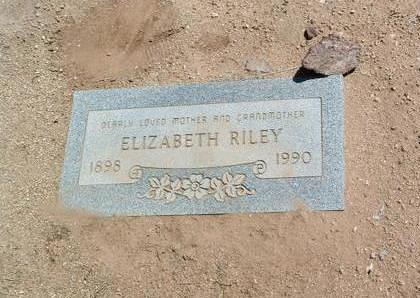 DEARLY LOVED MOTHER AND GRANDMOTHER
ELIZABETH RILEY
1898 1990